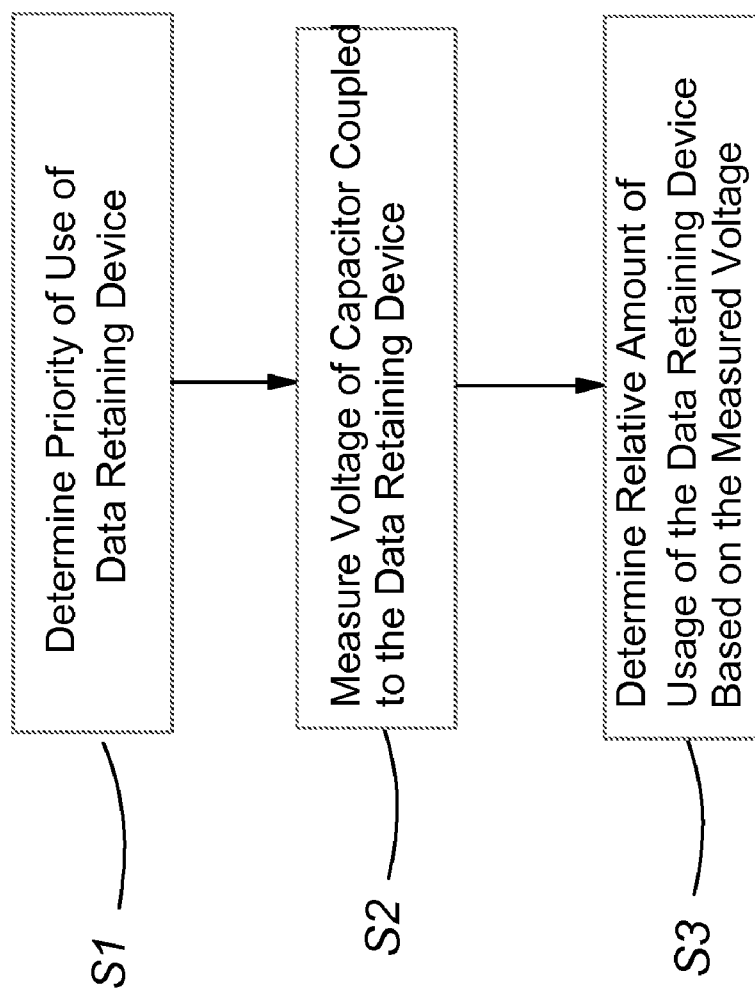 S1
Determine Priority of Use of
Data Retaining Device
S2
Measure Voltage of Capacitor Coupled
to the Data Retaining Device
S3
Determine Relative Amount of
Usage of the Data Retaining Device
Based on the Measured Voltage